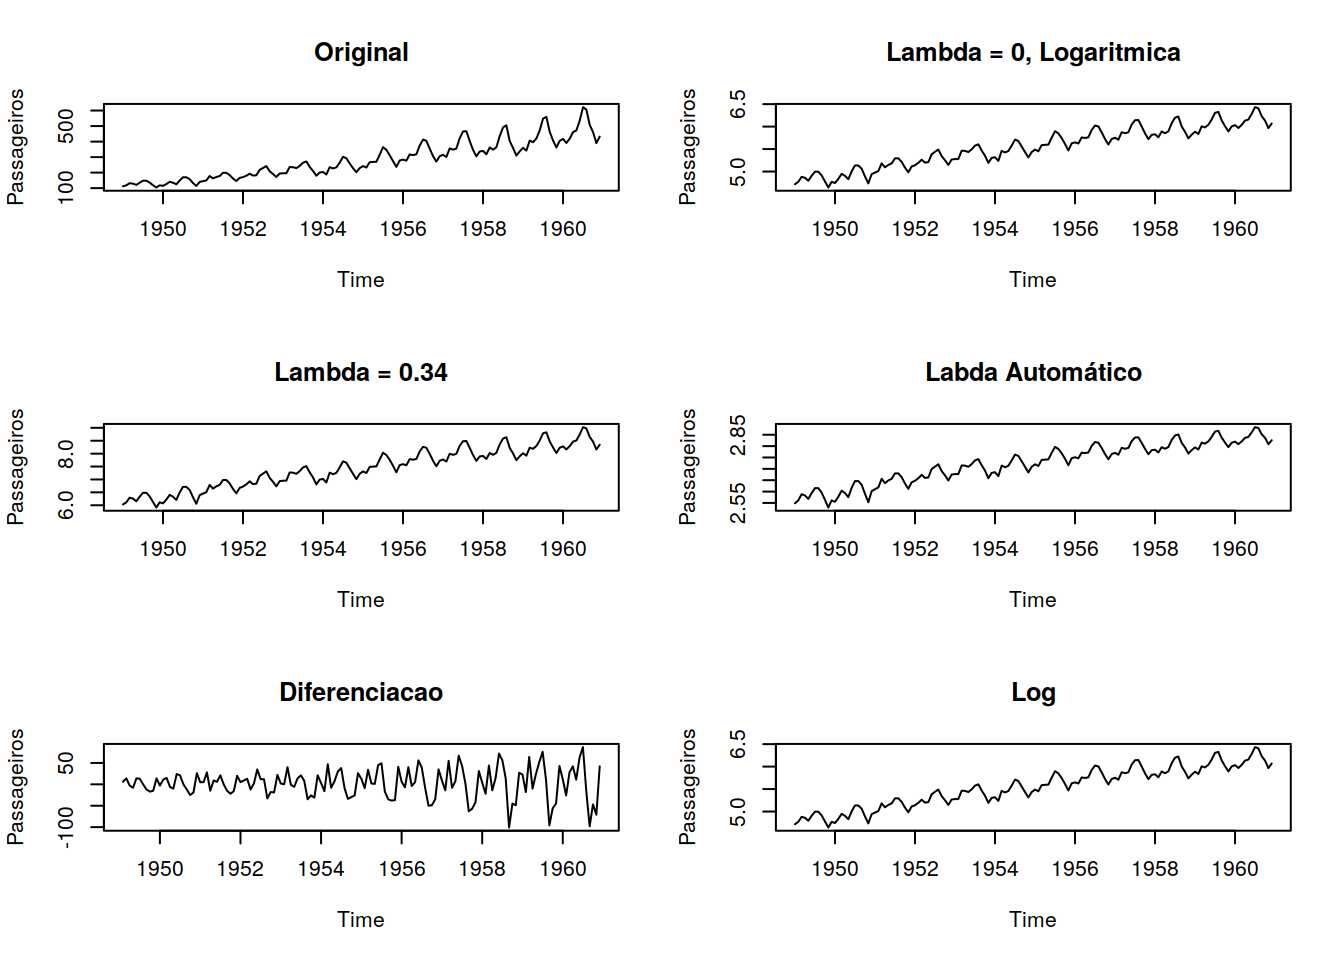 Original
Passageiros
500
100
1950 1952 1954 1956 1958 1960
Time
Lambda = 0, Logaritmica
Passageiros
6.5
5.0
1950 1952 1954 1956 1958 1960
Time
Lambda = 0.34
Passageiros
8.0
6.0
1950 1952 1954 1956 1958 1960
Time
Labda Automático
Passageiros
2.85
2.55
1950 1952 1954 1956 1958 1960
Time
Diferenciacao
Passageiros
50
-100
1950 1952 1954 1956 1958 1960
Time
Log
Passageiros
6.5
5.0
1950 1952 1954 1956 1958 1960
Time